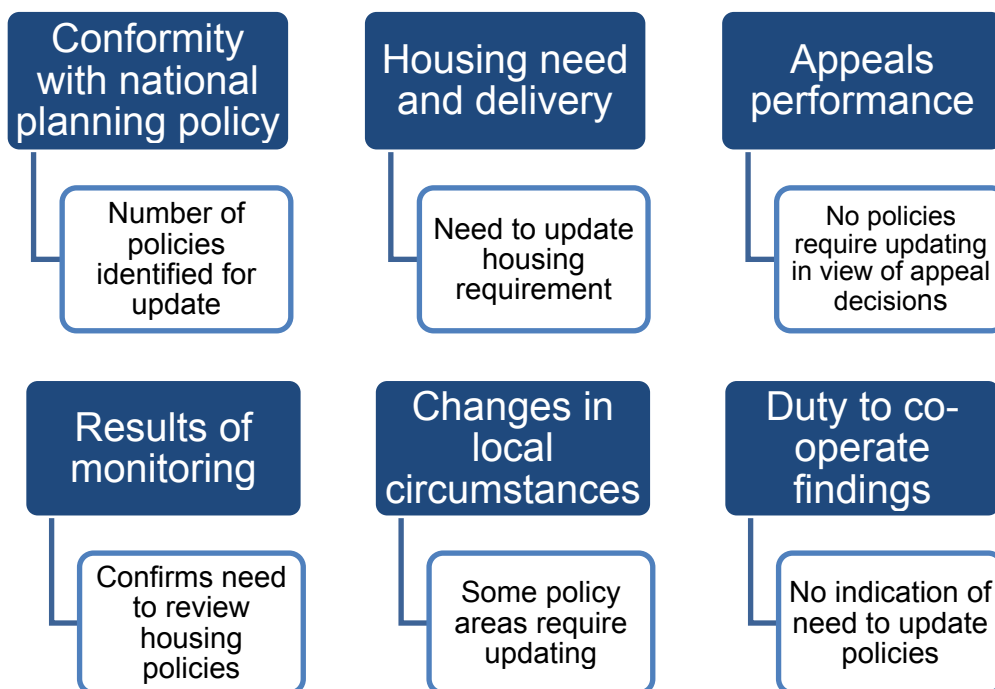 Conformity
with national
planning policy
Number of
policies
identified for
update
Housing need
and delivery
Need to update
housing
requirement
Appeals
performance
No policies
require updating
in view of appeal
decisions
Results of
monitoring
Confirms need
to review
housing
policies
Changes in
local
circumstances
Some policy
areas require
updating
Duty to co-
operate
findings
No indication of
need to update
policies